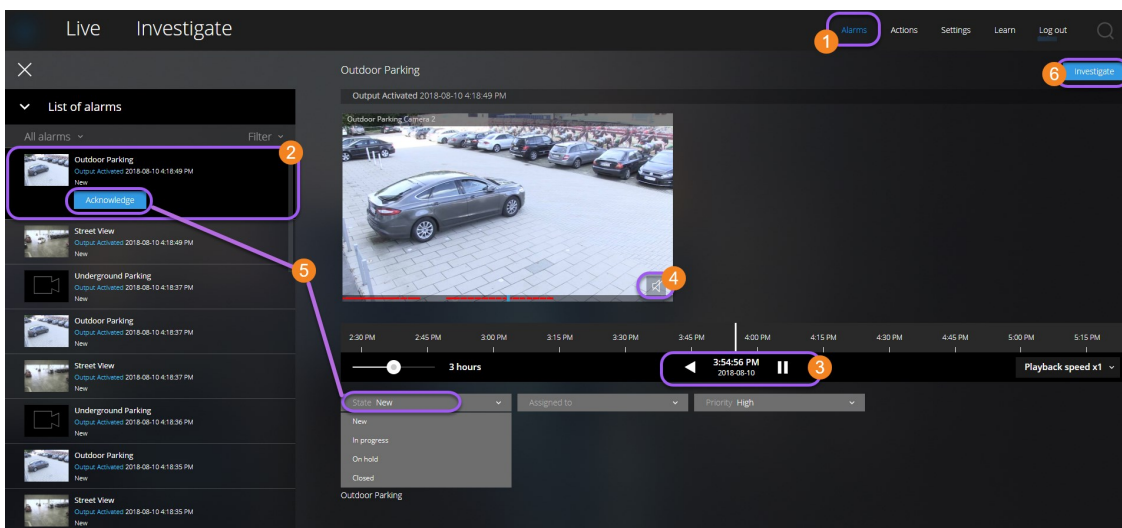 Live Investigate
Alarms Actions Settings Learn Log out
1
Outdoor Parking
6
Investigate
List of alarms
Output Activated 2018-08-10 4:18:49 PM
All alarms Filter
2
Outdoor Parking
Output Activated 2018-08-10 4:18:49 PM
New
Acknowledge
Street View
Output Activated 2018-08-10 4:18:49 PM
New
Underground Parking
Output Activated 2018-08-10 4:18:37 PM
New
Outdoor Parking
Output Activated 2018-08-10 4:18:37 PM
New
Street View
Output Activated 2018-08-10 4:18:37 PM
New
Underground Parking
Output Activated 2018-08-10 4:18:36 PM
New
Outdoor Parking
Output Activated 2018-08-10 4:18:35 PM
New
Street View
Output Activated 2018-08-10 4:18:35 PM
New
5
Outdoor Parking Camera 2
4
2:30 PM 2:45 PM 3:00 PM 3:15 PM 3:30 PM 3:45 PM 4:00 PM 4:15 PM 4:30 PM 4:45 PM 5:00 PM 5:15 PM
3 hours
3:54:56 PM
2018-08-10
3
Playback speed x1
State New Assigned to Priority High
New
In progress
On hold
Closed
Outdoor Parking